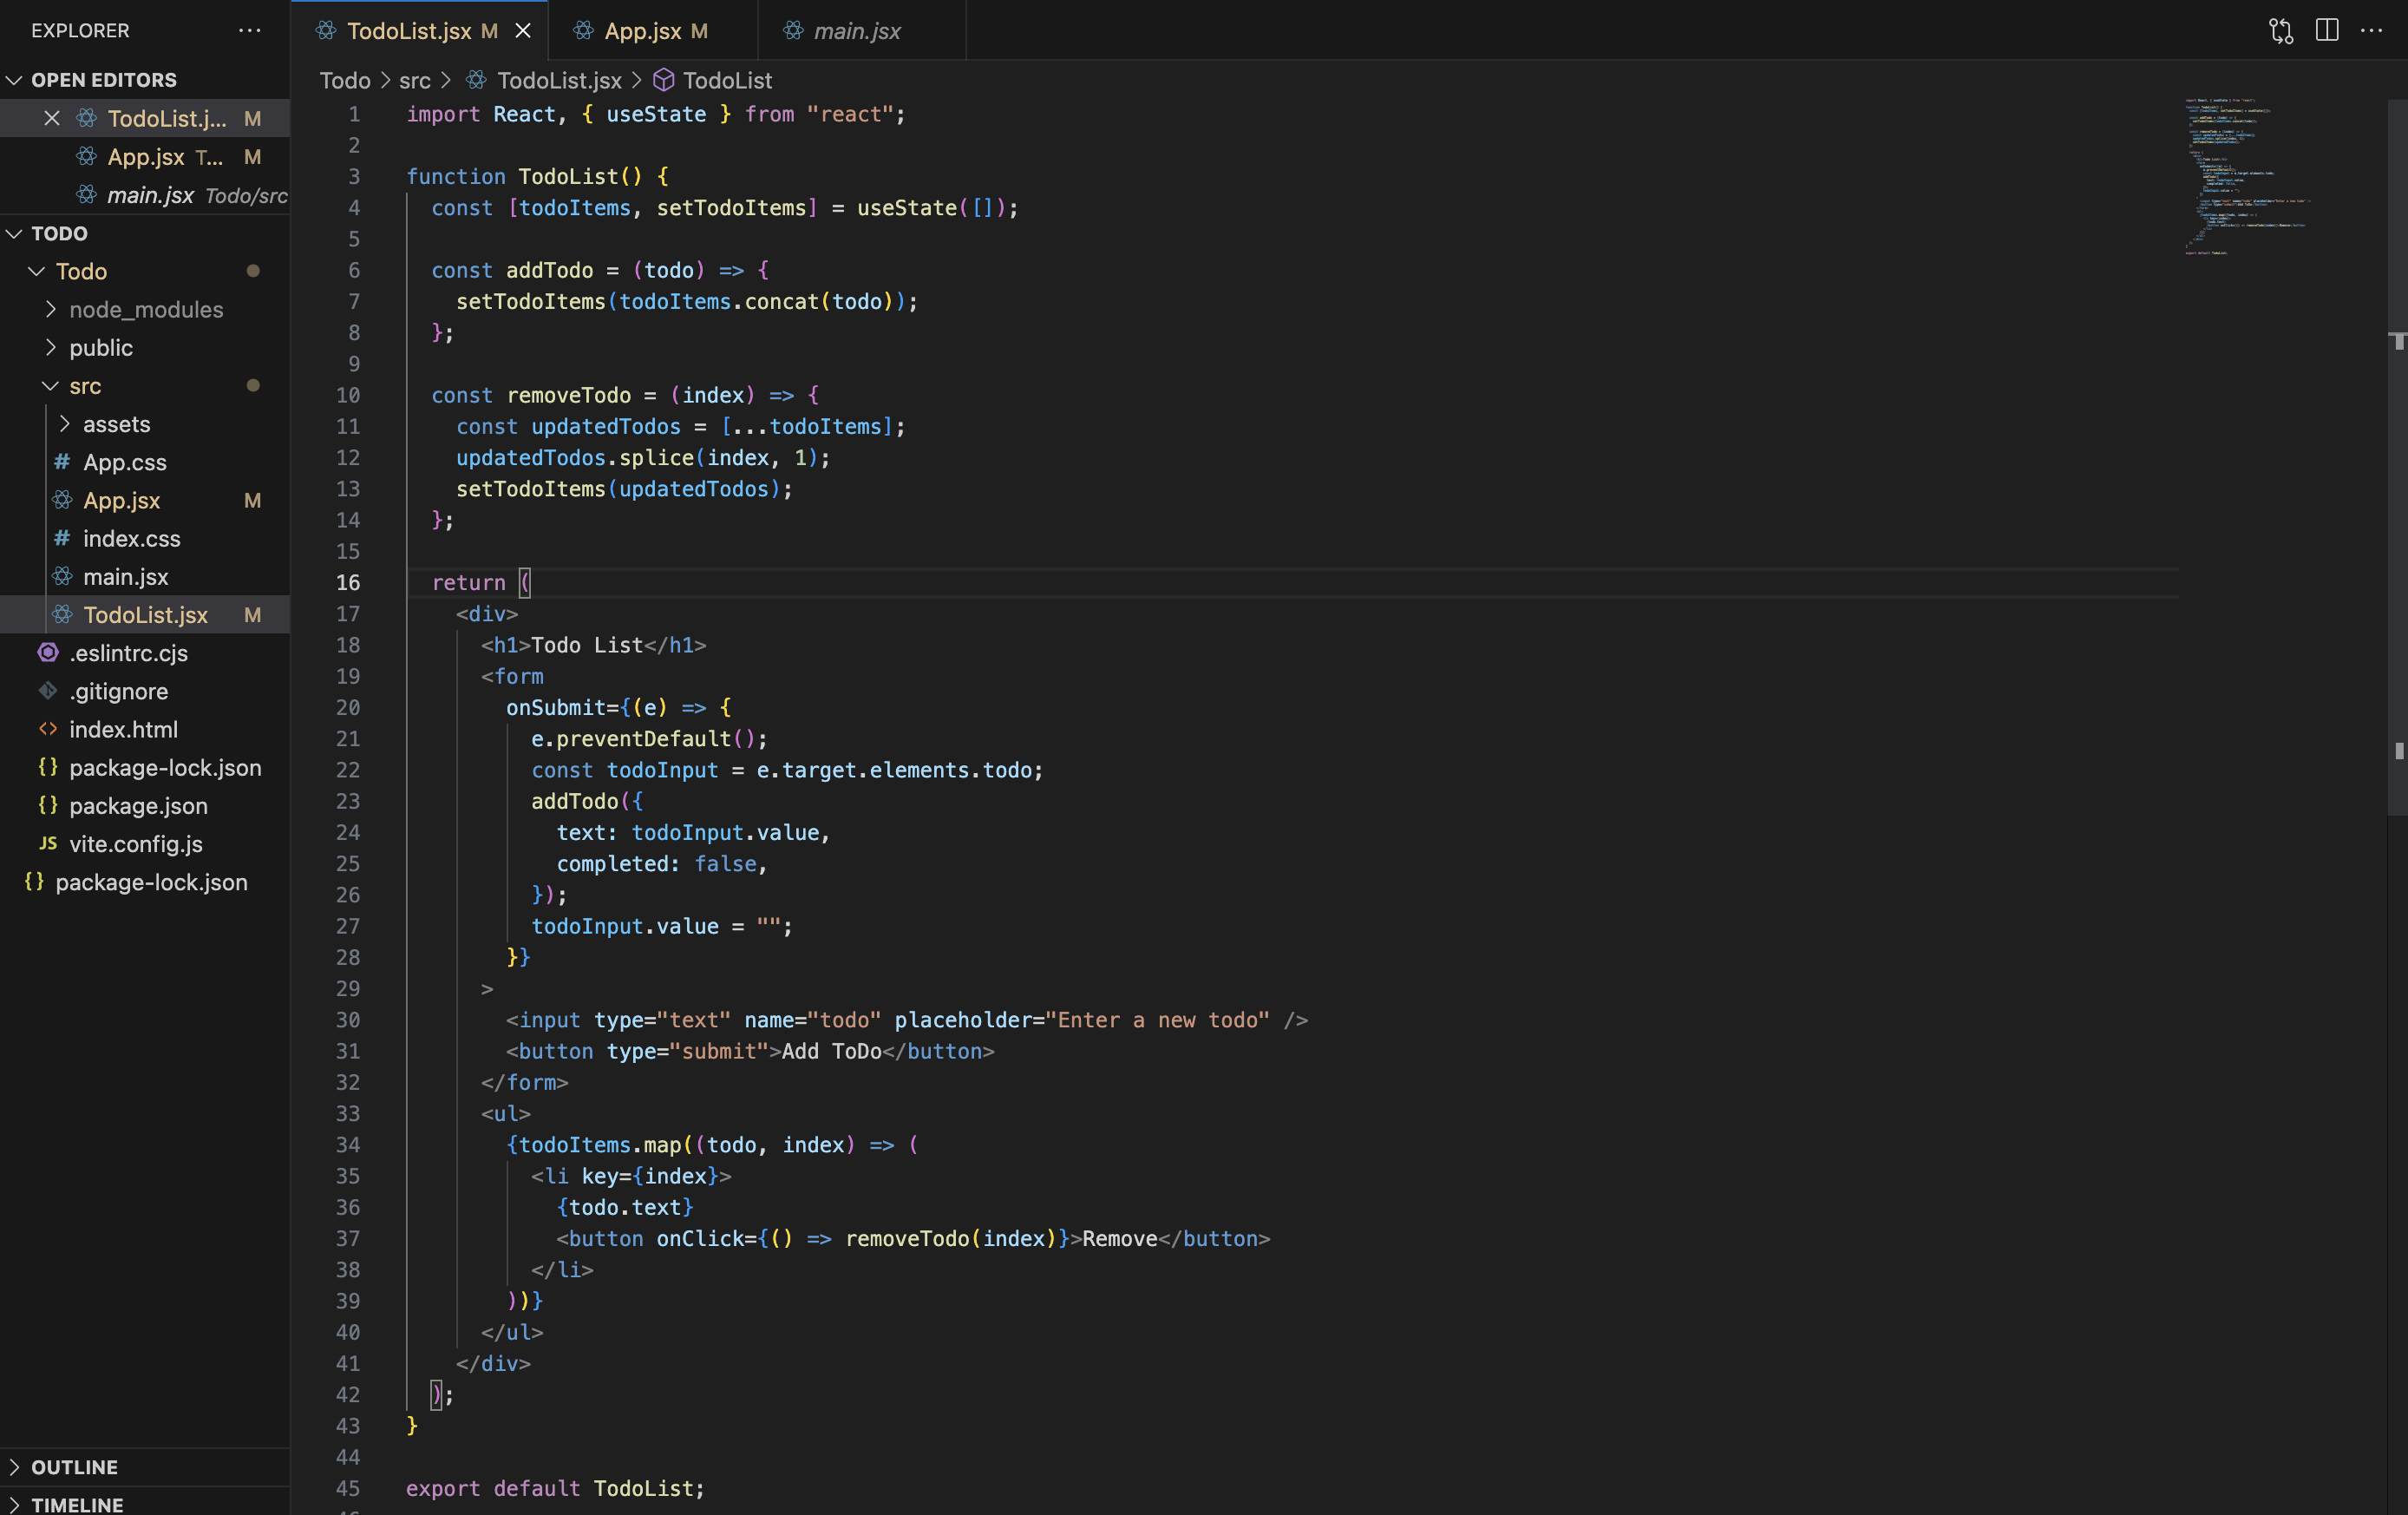 EXPLORER
OPEN EDITORS
TodoList.j... M
App.jsx T... M
main.jsx Todo/src
TODO
Todo
node_modules
public
src
assets
# App.css
App.jsx M
# index.css
main.jsx
TodoList.jsx M
.eslintrc.cjs
.gitignore
<> index.html
{} package-lock.json
{} package.json
JS vite.config.js
{} package-lock.json
OUTLINE
TIMELINE
TodoList.jsx M App.jsx M main.jsx
Todo > src > TodoList.jsx > TodoList
1 import React, { useState } from "react";
2
3 function TodoList() {
4   const [todoItems, setTodoItems] = useState([]);
5
6   const addTodo = (todo) => {
7     setTodoItems(todoItems.concat(todo));
8   };
9
10   const removeTodo = (index) => {
11     const updatedTodos = [...todoItems];
12     updatedTodos.splice(index, 1);
13     setTodoItems(updatedTodos);
14   };
15
16   return (
17     <div>
18       <h1>Todo List</h1>
19       <form
20         onSubmit={(e) => {
21           e.preventDefault();
22           const todoInput = e.target.elements.todo;
23           addTodo({
24             text: todoInput.value,
25             completed: false,
26           });
27           todoInput.value = "";
28         }}
29       >
30         <input type="text" name="todo" placeholder="Enter a new todo" />
31         <button type="submit">Add ToDo</button>
32       </form>
33       <ul>
34         {todoItems.map((todo, index) => (
35           <li key={index}>
36             {todo.text}
37             <button onClick={() => removeTodo(index)}>Remove</button>
38           </li>
39         ))}
40       </ul>
41     </div>
42   );
43 }
44
45 export default TodoList;